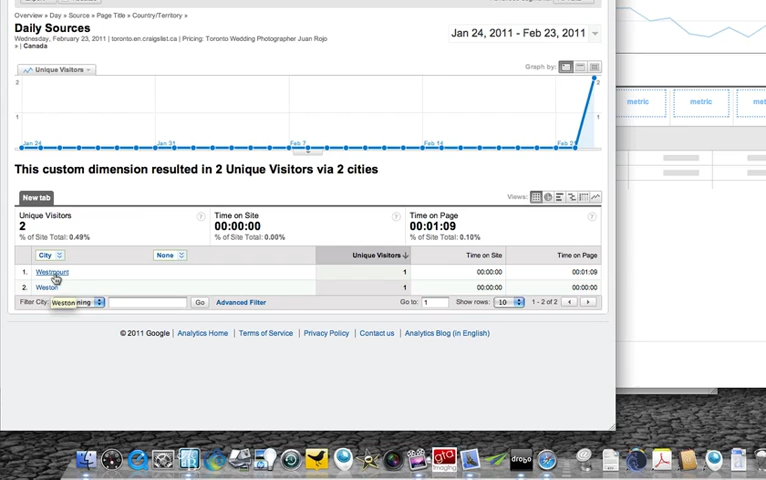 Overview » Day » Source » Page Title » Country/Territory »
Daily Sources
Wednesday, February 23, 2011 | toronto.en.craigslist.ca | Pricing. Toronto Wedding Photographer Juan Rojo
» | Canada
Jan 24, 2011 - Feb 23, 2011
Unique Visitors
Graph by:
2
2
1
1
Jan 24
Jan 31
Feb 7
Feb 14
Feb 2
This custom dimension resulted in 2 Unique Visitors via 2 cities
New tab
Views:
Unique Visitors
2
% of Site Total: 0.49%
Time on Site
00:00:00
% of Site Total: 0.00%
Time on Page
00:01:09
% of Site Total: 0.10%
City
None
Unique Visitors
Time on Site
Time on Page
1. Westmount 1 00:00:00 00:01:09
2. Weston 1 00:00:00 00:00:00
Filter City:
Weston
Go
Advanced Filter
Go to: 1
Show rows: 10
1 - 2 of 2
© 2011 Google | Analytics Home | Terms of Service | Privacy Policy | Contact us | Analytics Blog (in English)
metric
metric
gta
imaging
drobo